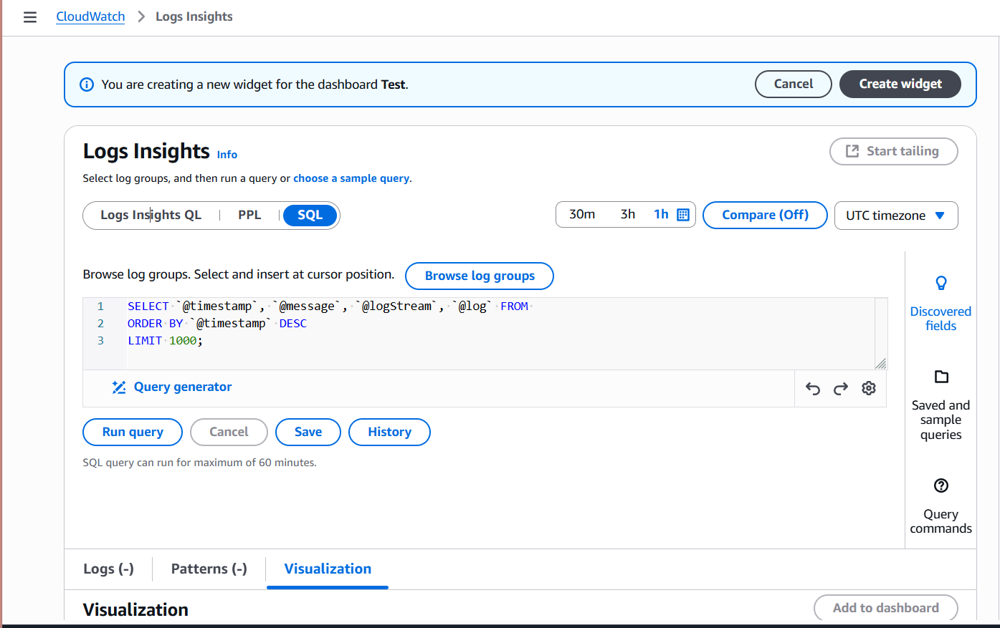 CloudWatch > Logs Insights
You are creating a new widget for the dashboard Test.
Cancel
Create widget
Logs Insights Info
Start tailing
Select log groups, and then run a query or choose a sample query.
Logs Insights QL | PPL | SQL
30m 3h 1h
Compare (Off)
UTC timezone
Browse log groups. Select and insert at cursor position.
Browse log groups
1 SELECT `@timestamp`, `@message`, `@logStream`, `@log` FROM
2 ORDER BY `@timestamp` DESC
3 LIMIT 1000;
Query generator
Run query
Cancel
Save
History
SQL query can run for maximum of 60 minutes.
Discovered
fields
Saved and
sample
queries
Query
commands
Logs (-)
Patterns (-)
Visualization
Visualization
Add to dashboard